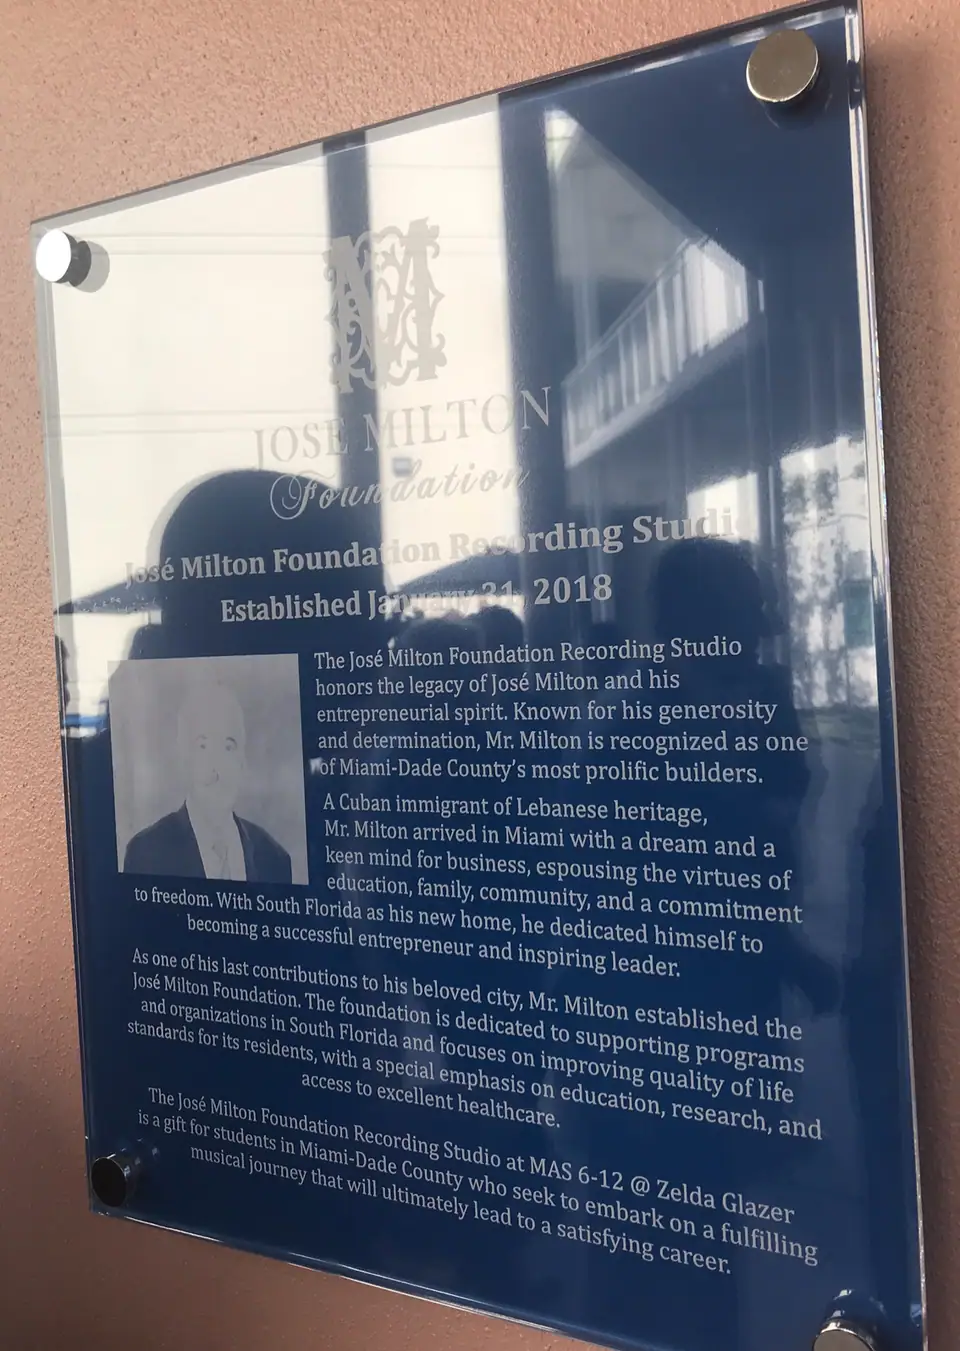 JOSE MILTON
Foundation
José Milton Foundation Recording Studio
Established January 31, 2018
The José Milton Foundation Recording Studio
honors the legacy of José Milton and his
entrepreneurial spirit. Known for his generosity
and determination, Mr. Milton is recognized as one
of Miami-Dade County's most prolific builders.
A Cuban immigrant of Lebanese heritage,
Mr. Milton arrived in Miami with a dream and a
keen mind for business, espousing the virtues of
education, family, community, and a commitment
to freedom. With South Florida as his new home, he dedicated himself to
becoming a successful entrepreneur and inspiring leader.
As one of his last contributions to his beloved city, Mr. Milton established the
José Milton Foundation. The foundation is dedicated to supporting programs
and organizations in South Florida and focuses on improving quality of life
standards for its residents, with a special emphasis on education, research, and
access to excellent healthcare.
The José Milton Foundation Recording Studio at MAS 6-12 @ Zelda Glazer
is a gift for students in Miami-Dade County who seek to embark on a fulfilling
musical journey that will ultimately lead to a satisfying career.